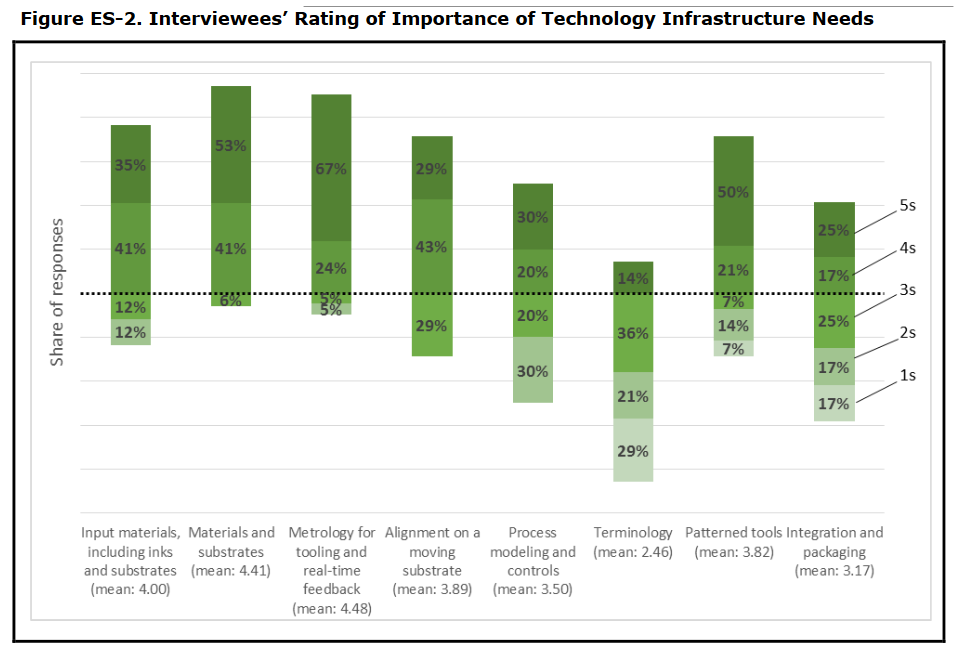 Figure ES-2. Interviewees’ Rating of Importance of Technology Infrastructure Needs
Share of responses
35%
41%
12%
12%
53%
41%
6%
67%
24%
5%
5%
29%
43%
29%
30%
20%
20%
30%
14%
36%
21%
29%
50%
21%
7%
14%
7%
25%
17%
25%
17%
17%
5s
4s
3s
2s
1s
Input materials,
including inks
and substrates
(mean: 4.00)
Materials and
substrates
(mean: 4.41)
Metrology for
tooling and
real-time
feedback
(mean: 4.48)
Alignment on a
moving
substrate
(mean: 3.89)
Process
modeling and
controls
(mean: 3.50)
Terminology
(mean: 2.46)
Patterned tools
(mean: 3.82)
Integration and
packaging
(mean: 3.17)